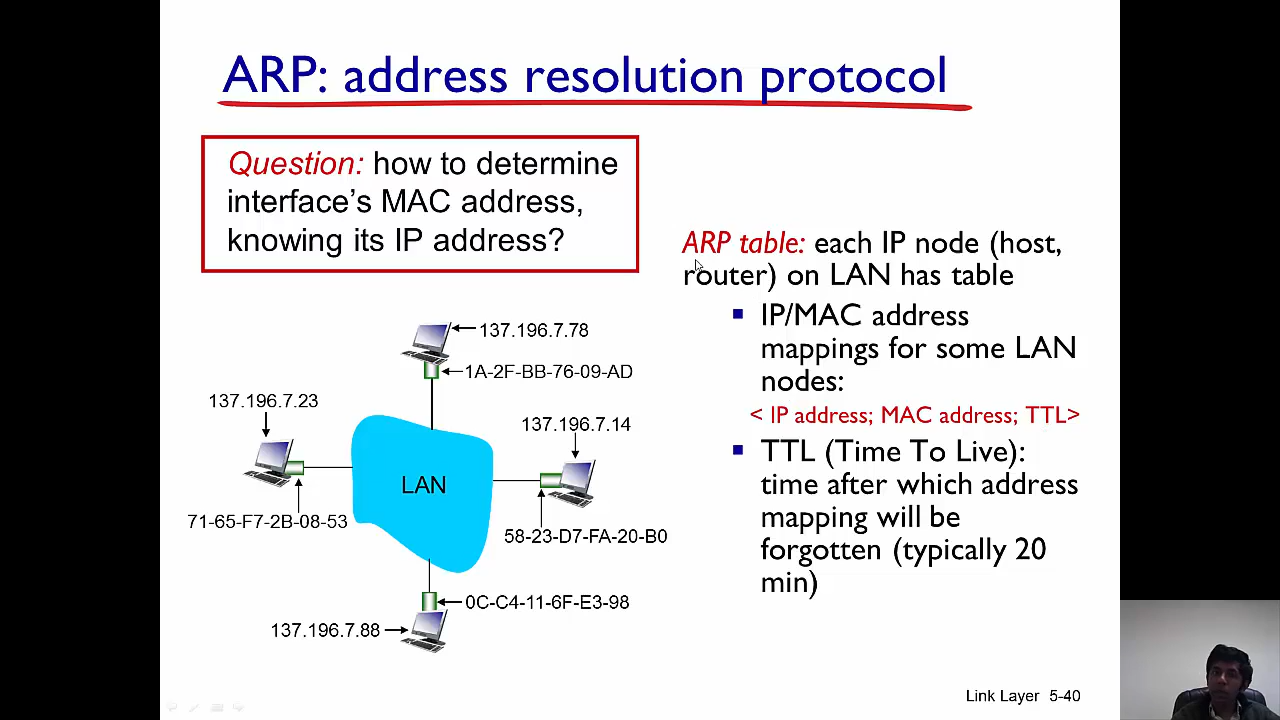 ARP: address resolution protocol
Question: how to determine
interface's MAC address,
knowing its IP address?
ARP table: each IP node (host,
router) on LAN has table
IP/MAC address
mappings for some LAN
nodes:
< IP address; MAC address; TTL>
TTL (Time To Live):
time after which address
mapping will be
forgotten (typically 20
min)
137.196.7.78
1A-2F-BB-76-09-AD
137.196.7.23
137.196.7.14
LAN
71-65-F7-2B-08-53
58-23-D7-FA-20-B0
0C-C4-11-6F-E3-98
137.196.7.88
Link Layer 5-40